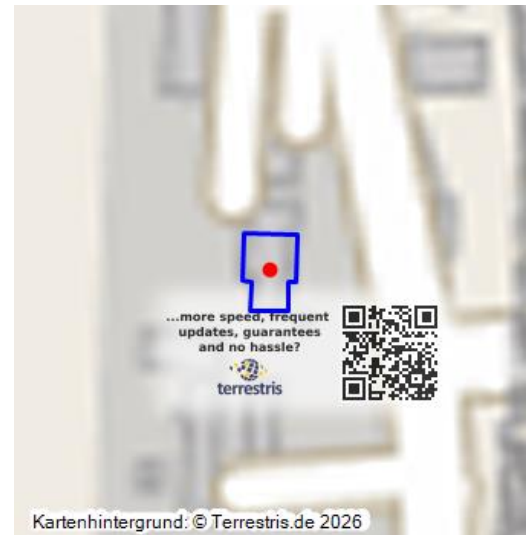 ...more speed, frequent
updates, guarantees
and no hassle?
terrestris
Kartenhintergrund: © Terrestris.de 2026